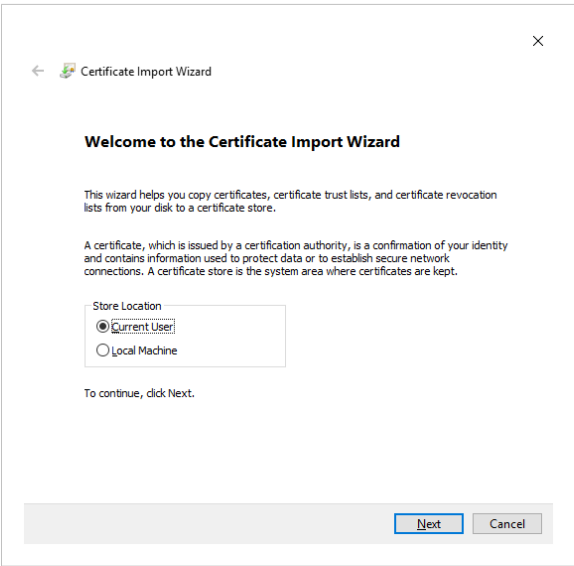 Certificate Import Wizard
Welcome to the Certificate Import Wizard
This wizard helps you copy certificates, certificate trust lists, and certificate revocation
lists from your disk to a certificate store.
A certificate, which is issued by a certification authority, is a confirmation of your identity
and contains information used to protect data or to establish secure network
connections. A certificate store is the system area where certificates are kept.
Store Location
Current User
Local Machine
To continue, click Next.
Next Cancel